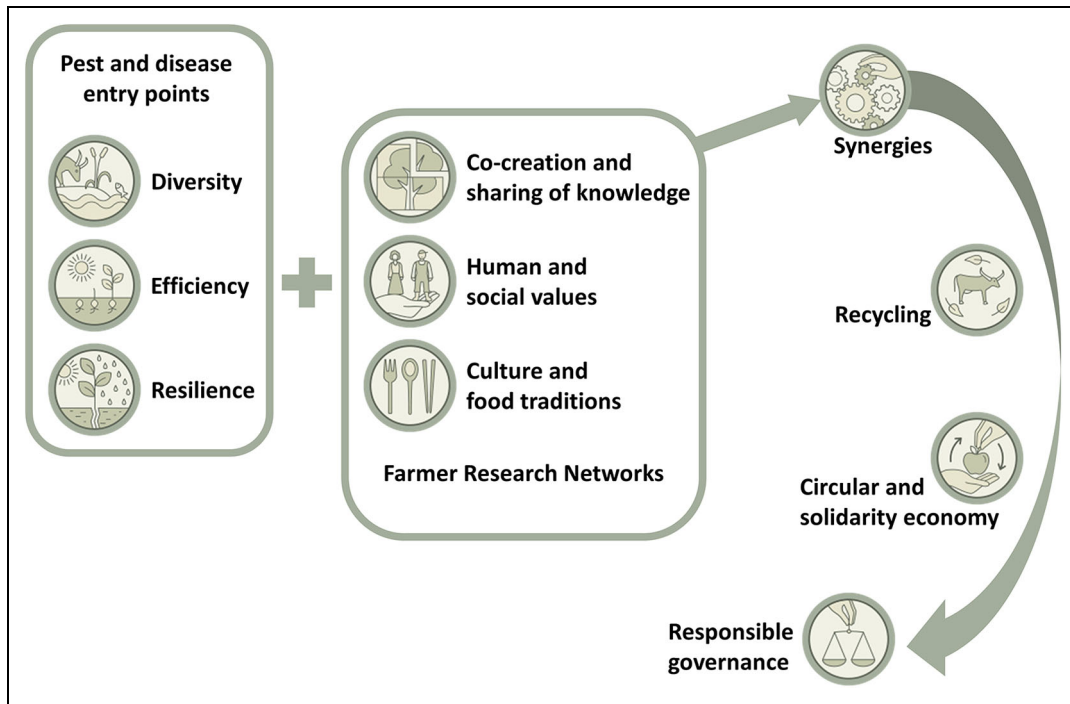 Pest and disease
entry points
Diversity
Efficiency
Resilience
Co-creation and
sharing of knowledge
Human and
social values
Culture and
food traditions
Farmer Research Networks
Synergies
Recycling
Circular and
solidarity economy
Responsible
governance